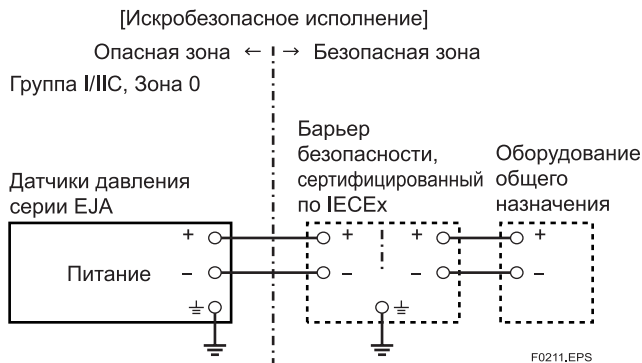 [Искробезопасное исполнение]
Опасная зона ← → Безопасная зона
Группа I/IIC, Зона 0
Датчики давления
серии EJA
Барьер
безопасности,
сертифицированный
по IECEx
Оборудование
общего
назначения
+ + + +
Питание – – – –
F0211.EPS